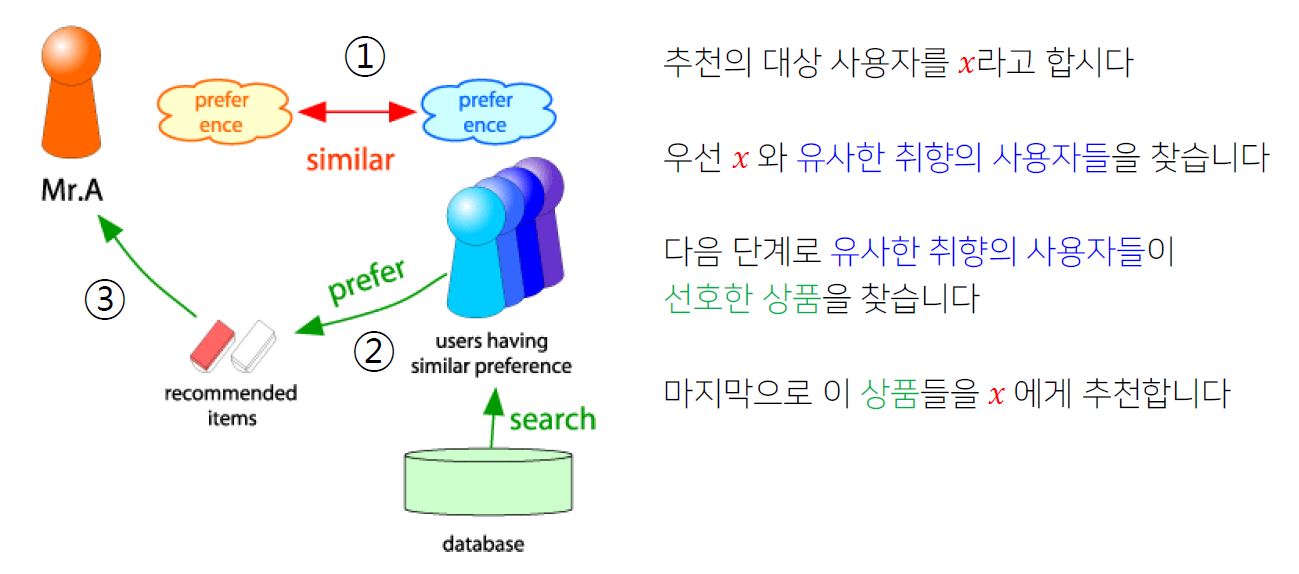 ①
prefer
ence
prefer
ence
similar
Mr.A
③
prefer
②
users having
similar preference
recommended
items
search
database
추천의 대상 사용자를 x라고 합시다
우선 x 와 유사한 취향의 사용자들을 찾습니다
다음 단계로 유사한 취향의 사용자들이
선호한 상품을 찾습니다
마지막으로 이 상품들을 x 에게 추천합니다